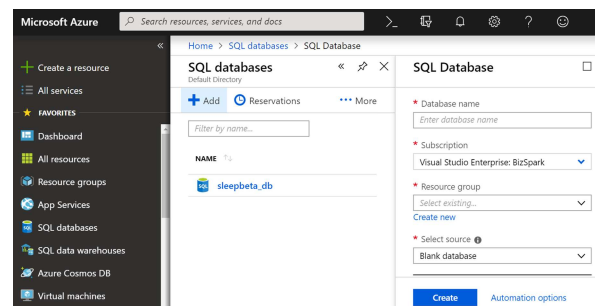 Microsoft Azure
Search resources, services, and docs
Create a resource
All services
FAVORITES
Dashboard
All resources
Resource groups
App Services
SQL databases
SQL data warehouses
Azure Cosmos DB
Virtual machines
Home > SQL databases > SQL Database
SQL databases
Default Directory
Add
Reservations
More
Filter by name...
NAME
SQL
sleepbeta_db
SQL Database
* Database name
Enter database name
* Subscription
Visual Studio Enterprise: BizSpark
* Resource group
Select existing...
Create new
* Select source
Blank database
Create
Automation options